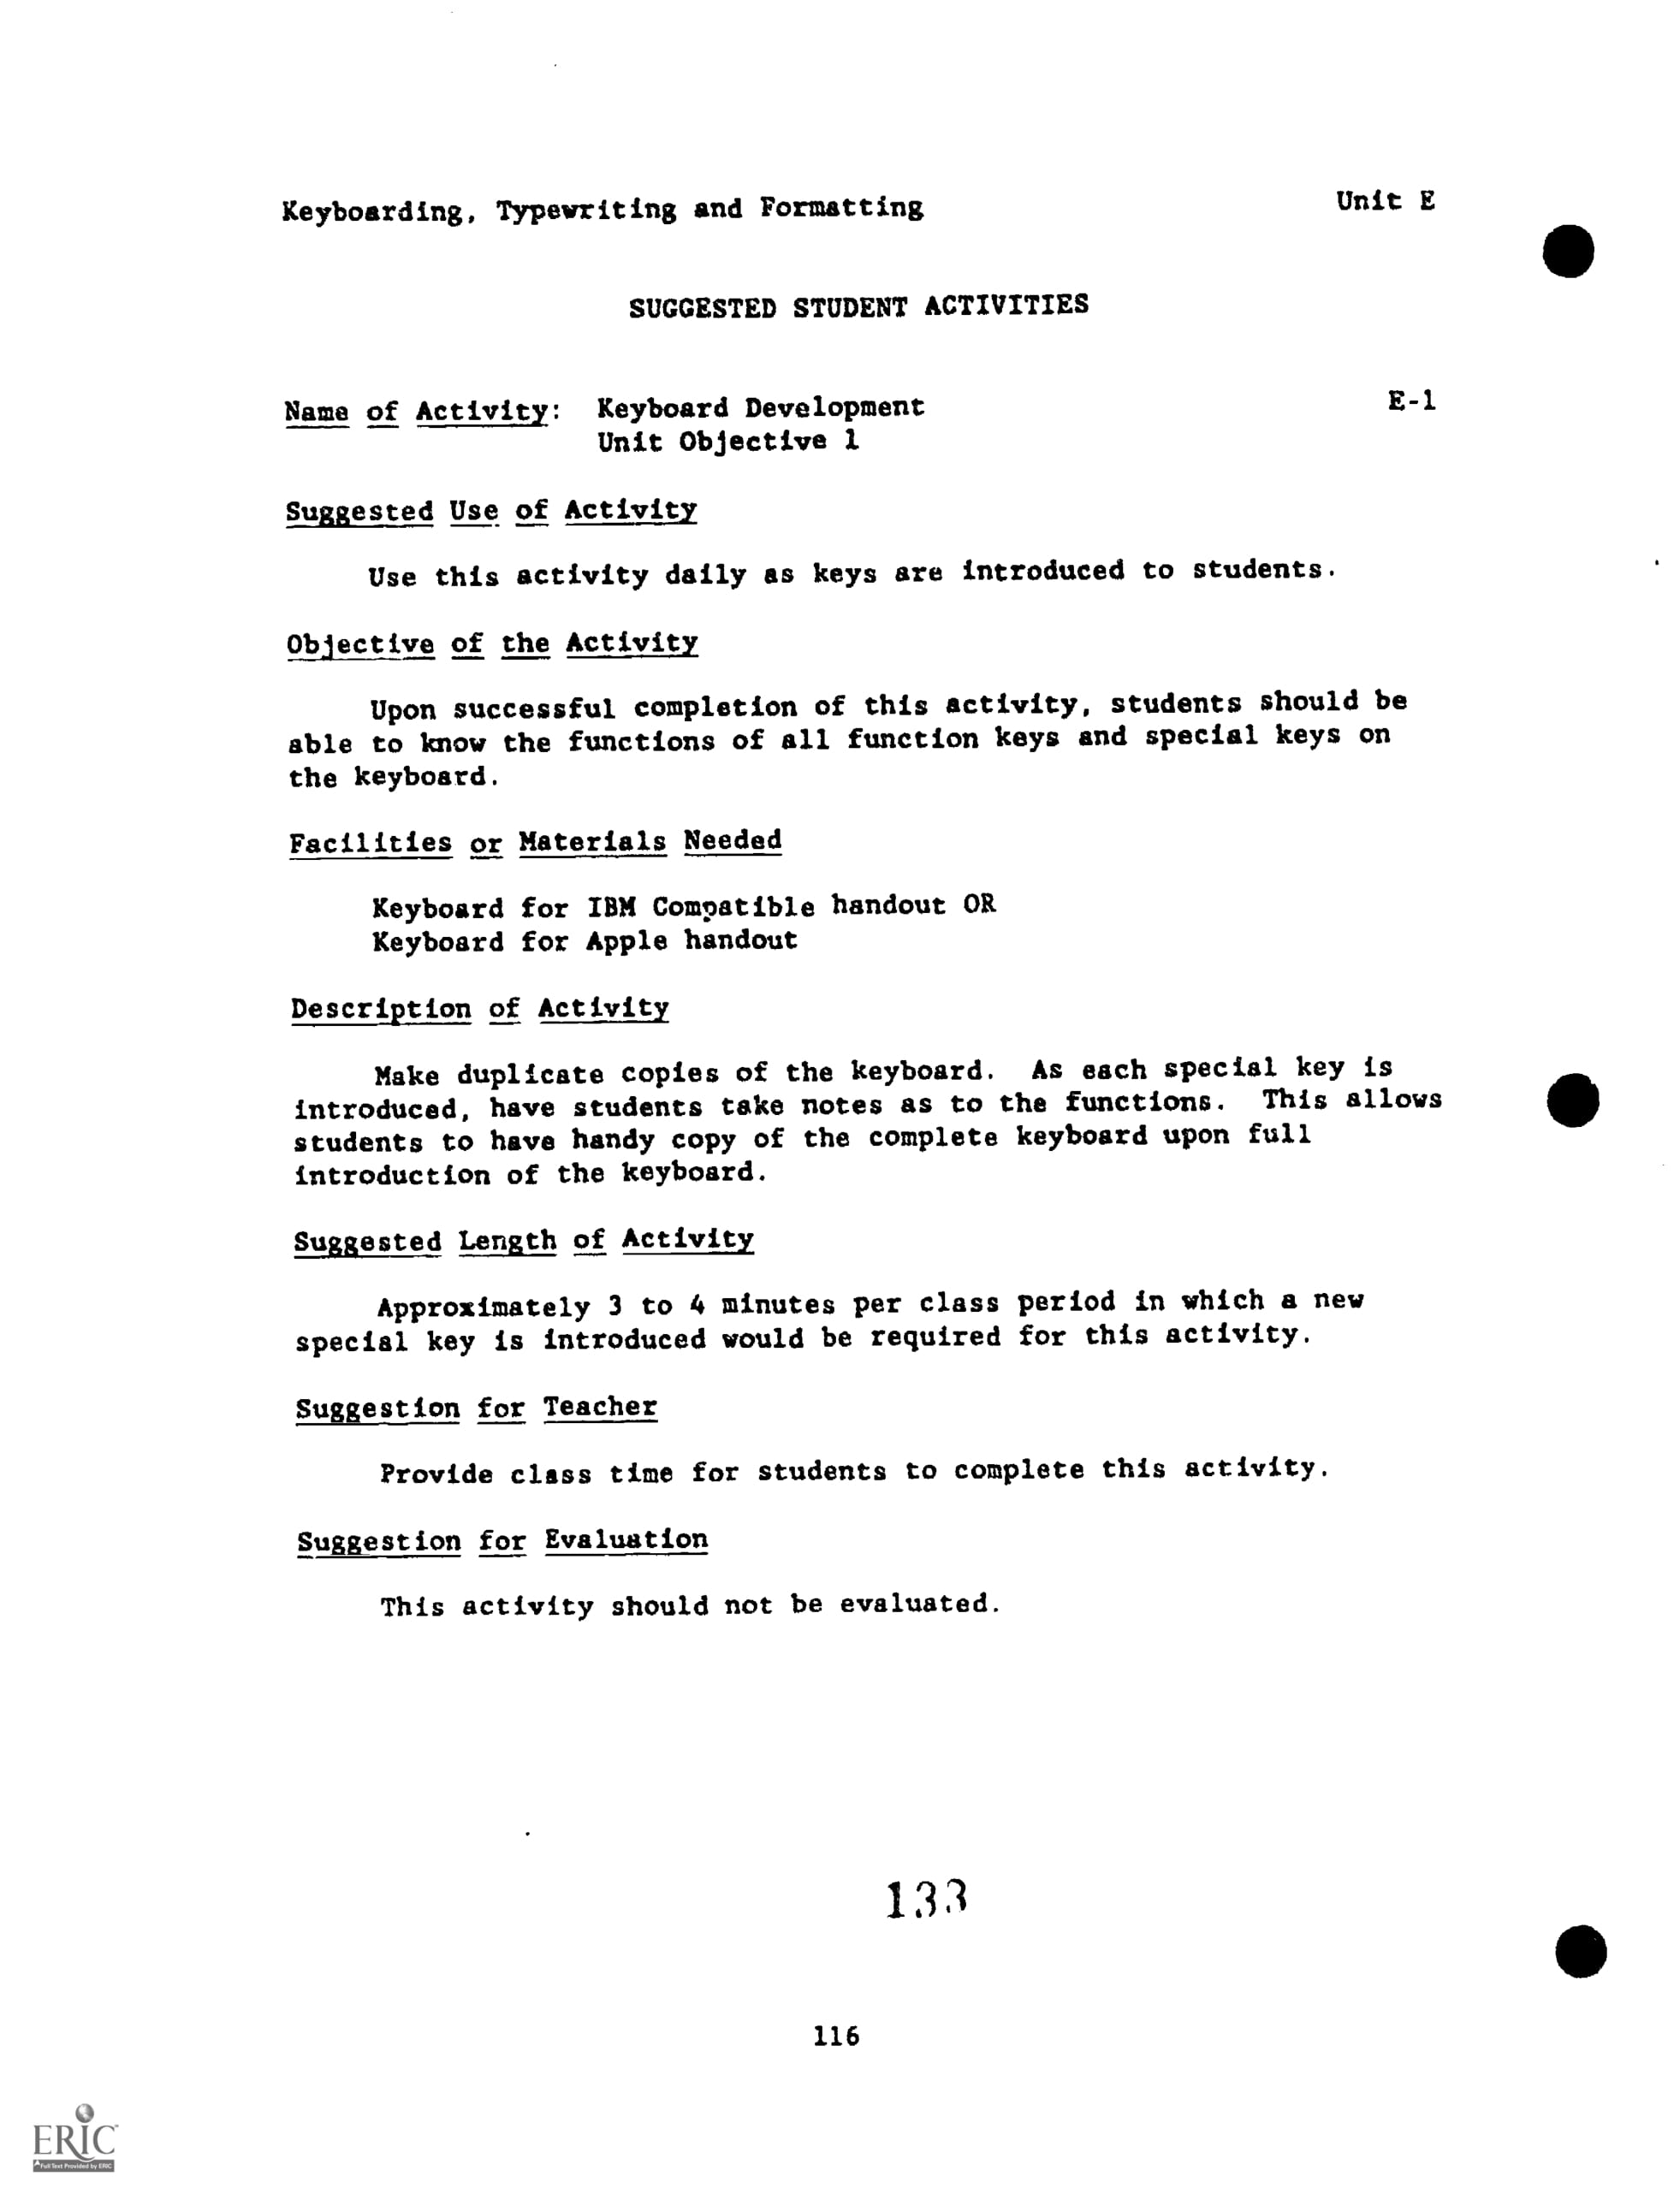 Keyboarding, Typewriting and Formatting Unit E
SUGGESTED STUDENT ACTIVITIES
Name of Activity: Keyboard Development E-1
Unit Objective 1
Suggested Use of Activity
Use this activity daily as keys are introduced to students.
Objective of the Activity
Upon successful completion of this activity, students should be
able to know the functions of all function keys and special keys on
the keyboard.
Facilities or Materials Needed
Keyboard for IBM Compatible handout OR
Keyboard for Apple handout
Description of Activity
Make duplicate copies of the keyboard. As each special key is
introduced, have students take notes as to the functions. This allows
students to have handy copy of the complete keyboard upon full
introduction of the keyboard.
Suggested Length of Activity
Approximately 3 to 4 minutes per class period in which a new
special key is introduced would be required for this activity.
Suggestion for Teacher
Provide class time for students to complete this activity.
Suggestion for Evaluation
This activity should not be evaluated.
133
116
ERIC
Full Text Provided by ERIC